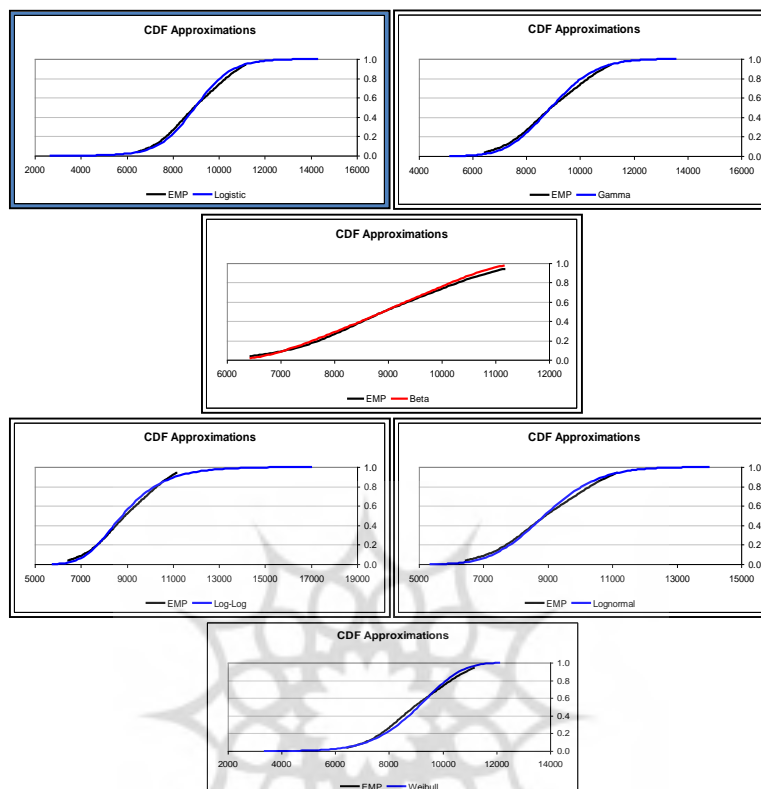 CDF Approximations
1.0
0.8
0.6
0.4
0.2
0.0
2000 4000 6000 8000 10000 12000 14000 16000
EMP Logistic
CDF Approximations
1.0
0.8
0.6
0.4
0.2
0.0
4000 6000 8000 10000 12000 14000 16000
EMP Gamma
CDF Approximations
1.0
0.8
0.6
0.4
0.2
0.0
6000 7000 8000 9000 10000 11000 12000
EMP Beta
CDF Approximations
1.0
0.8
0.6
0.4
0.2
0.0
5000 7000 9000 11000 13000 15000 17000 19000
EMP Log-Log
CDF Approximations
1.0
0.8
0.6
0.4
0.2
0.0
5000 7000 9000 11000 13000 15000
EMP Lognormal
CDF Approximations
1.0
0.8
0.6
0.4
0.2
0.0
2000 4000 6000 8000 10000 12000 14000
EMP Weibull